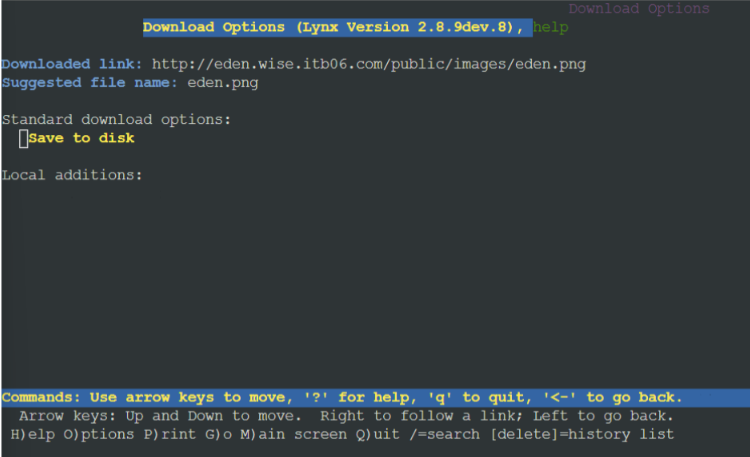 Download Options
Download Options (Lynx Version 2.8.9dev.8), help
Downloaded link: http://eden.wise.itb06.com/public/images/eden.png
Suggested file name: eden.png
Standard download options:
Save to disk
Local additions:
Commands: Use arrow keys to move, '?' for help, 'q' to quit, '<-' to go back.
Arrow keys: Up and Down to move.  Right to follow a link; Left to go back.
H)elp O)ptions P)rint G)o M)ain screen Q)uit /=search [delete]=history list